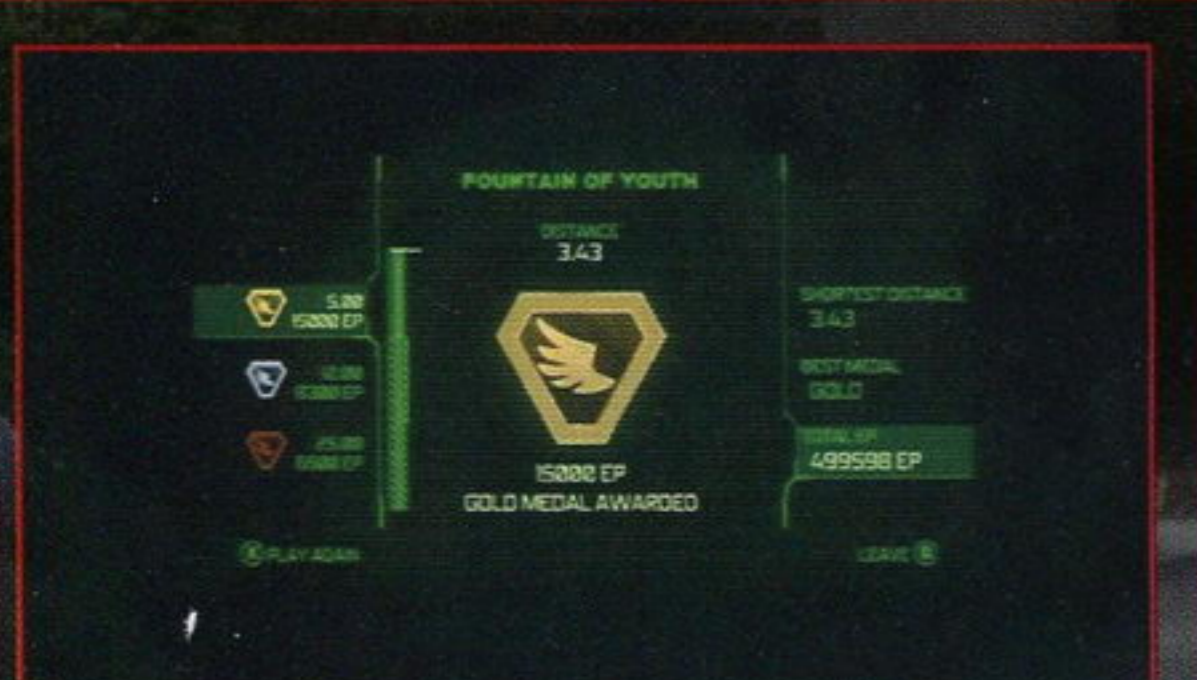 FOUNTAIN OF YOUTH
DISTANCE
3.43
5.00
15000 EP
SHORTEST DISTANCE
3.43
BEST MEDAL
GOLD
TOTAL EP
499598 EP
15000 EP
GOLD MEDAL AWARDED
PLAY AGAIN
LEAVE B